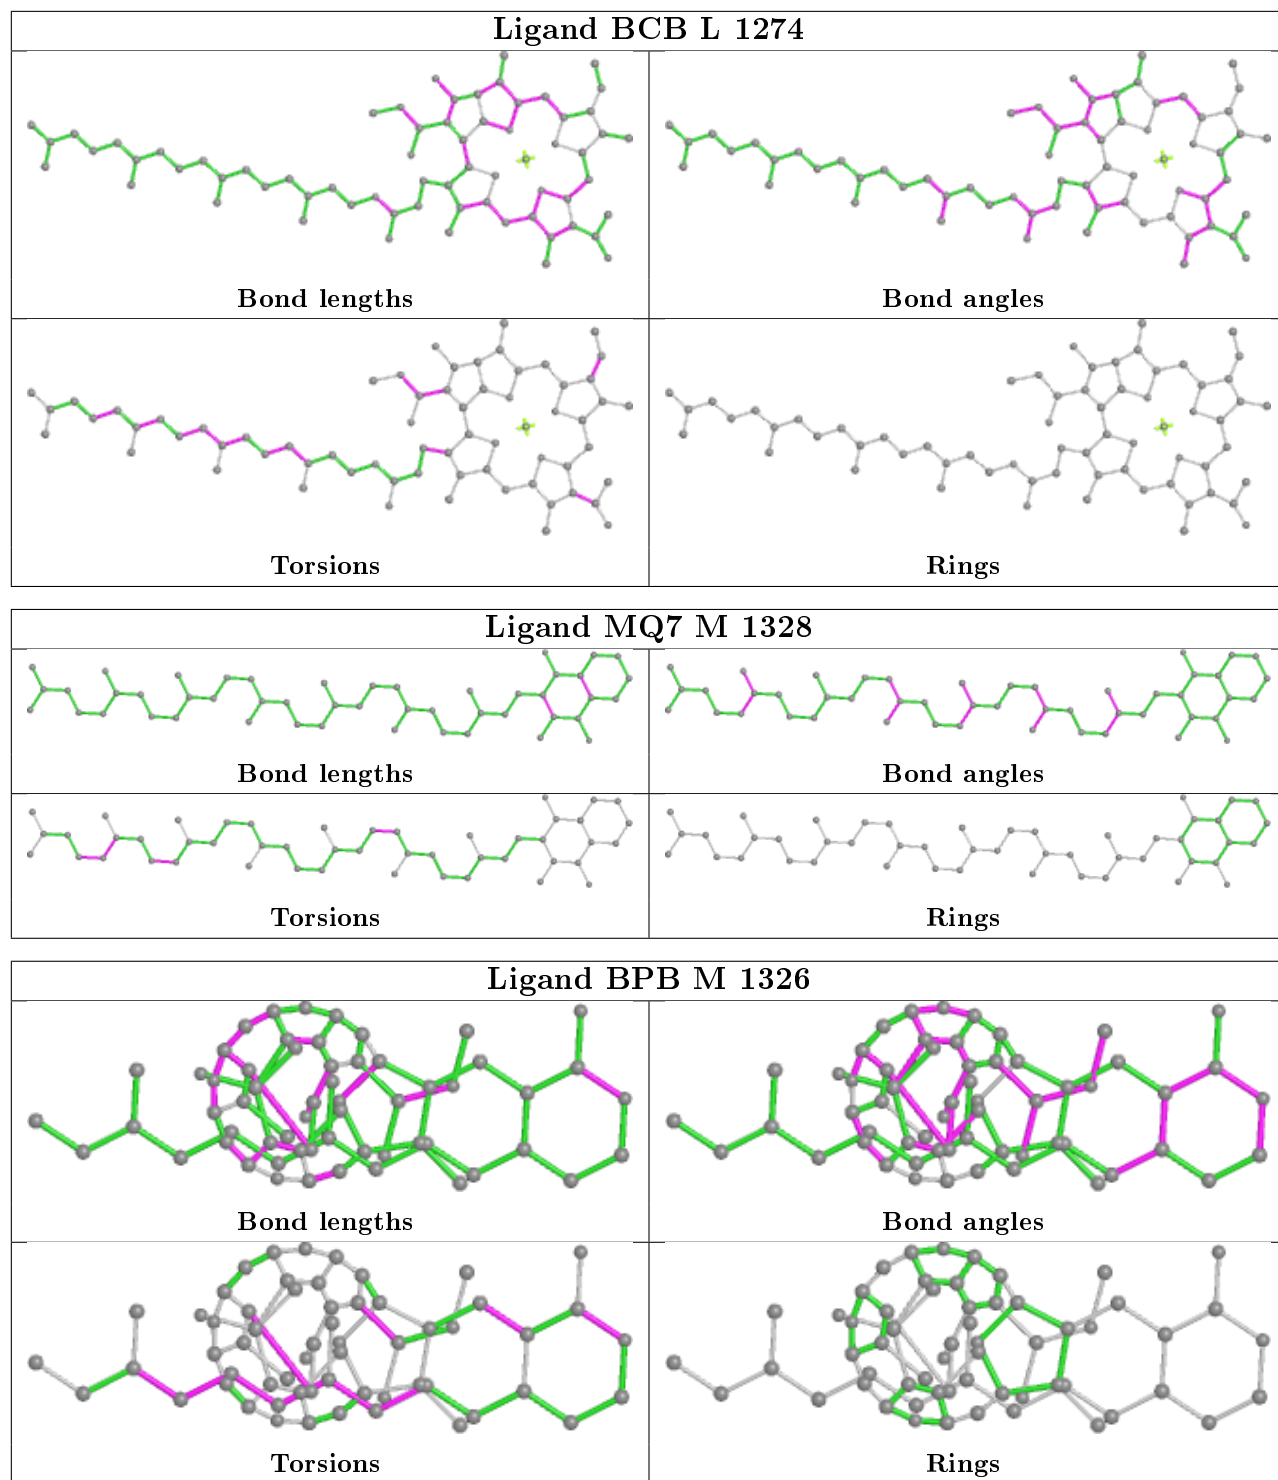 Ligand BCB L 1274
Bond lengths
Bond angles
Torsions
Rings
Ligand MQ7 M 1328
Bond lengths
Bond angles
Torsions
Rings
Ligand BPB M 1326
Bond lengths
Bond angles
Torsions
Rings